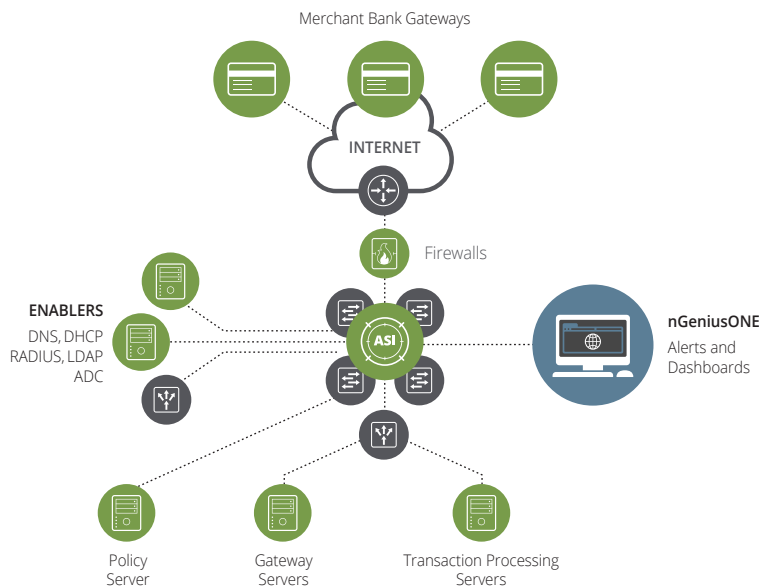 Merchant Bank Gateways
INTERNET
Firewalls
ENABLERS
DNS, DHCP
RADIUS, LDAP
ADC
ASI
nGeniusONE
Alerts and
Dashboards
Policy
Server
Gateway
Servers
Transaction Processing
Servers